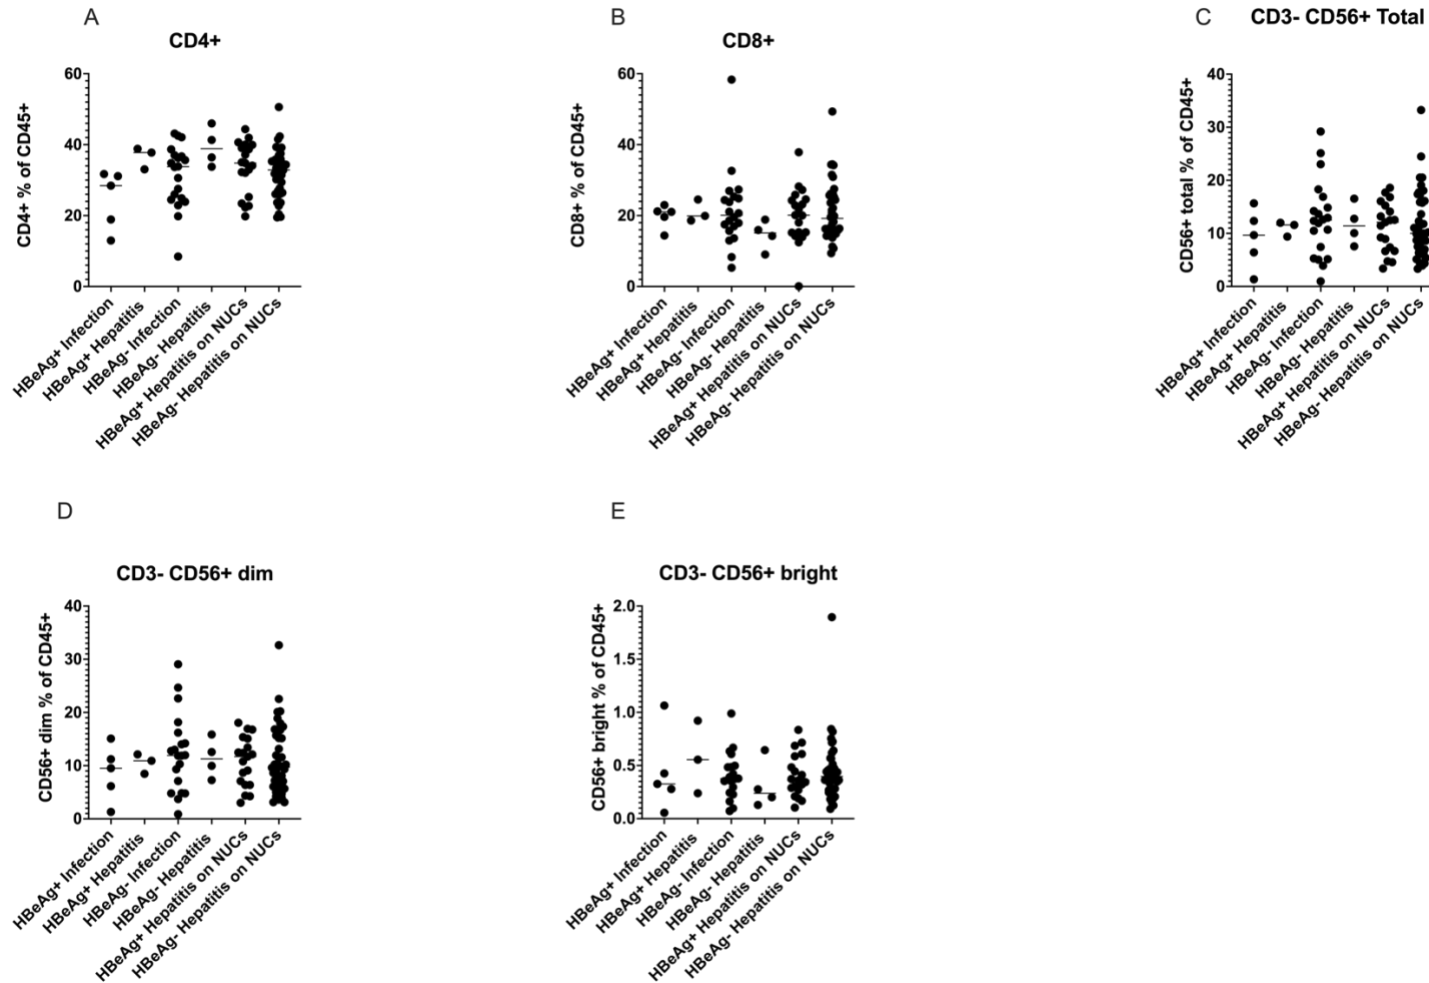 A
CD4+
CD4+ % of CD45+
60
40
20
0
HBeAg+ Infection
HBeAg+ Hepatitis
HBeAg- Infection
HBeAg- Hepatitis
HBeAg+ Hepatitis on NUCs
HBeAg- Hepatitis on NUCs
B
CD8+
CD8+ % of CD45+
60
40
20
0
HBeAg+ Infection
HBeAg+ Hepatitis
HBeAg- Infection
HBeAg- Hepatitis
HBeAg+ Hepatitis on NUCs
HBeAg- Hepatitis on NUCs
C
CD3- CD56+ Total
CD56+ total % of CD45+
40
30
20
10
0
HBeAg+ Infection
HBeAg+ Hepatitis
HBeAg- Infection
HBeAg- Hepatitis
HBeAg+ Hepatitis on NUCs
HBeAg- Hepatitis on NUCs
D
CD3- CD56+ dim
CD56+ dim % of CD45+
40
30
20
10
0
HBeAg+ Infection
HBeAg+ Hepatitis
HBeAg- Infection
HBeAg- Hepatitis
HBeAg+ Hepatitis on NUCs
HBeAg- Hepatitis on NUCs
E
CD3- CD56+ bright
CD56+ bright % of CD45+
2.0
1.5
1.0
0.5
0.0
HBeAg+ Infection
HBeAg+ Hepatitis
HBeAg- Infection
HBeAg- Hepatitis
HBeAg+ Hepatitis on NUCs
HBeAg- Hepatitis on NUCs